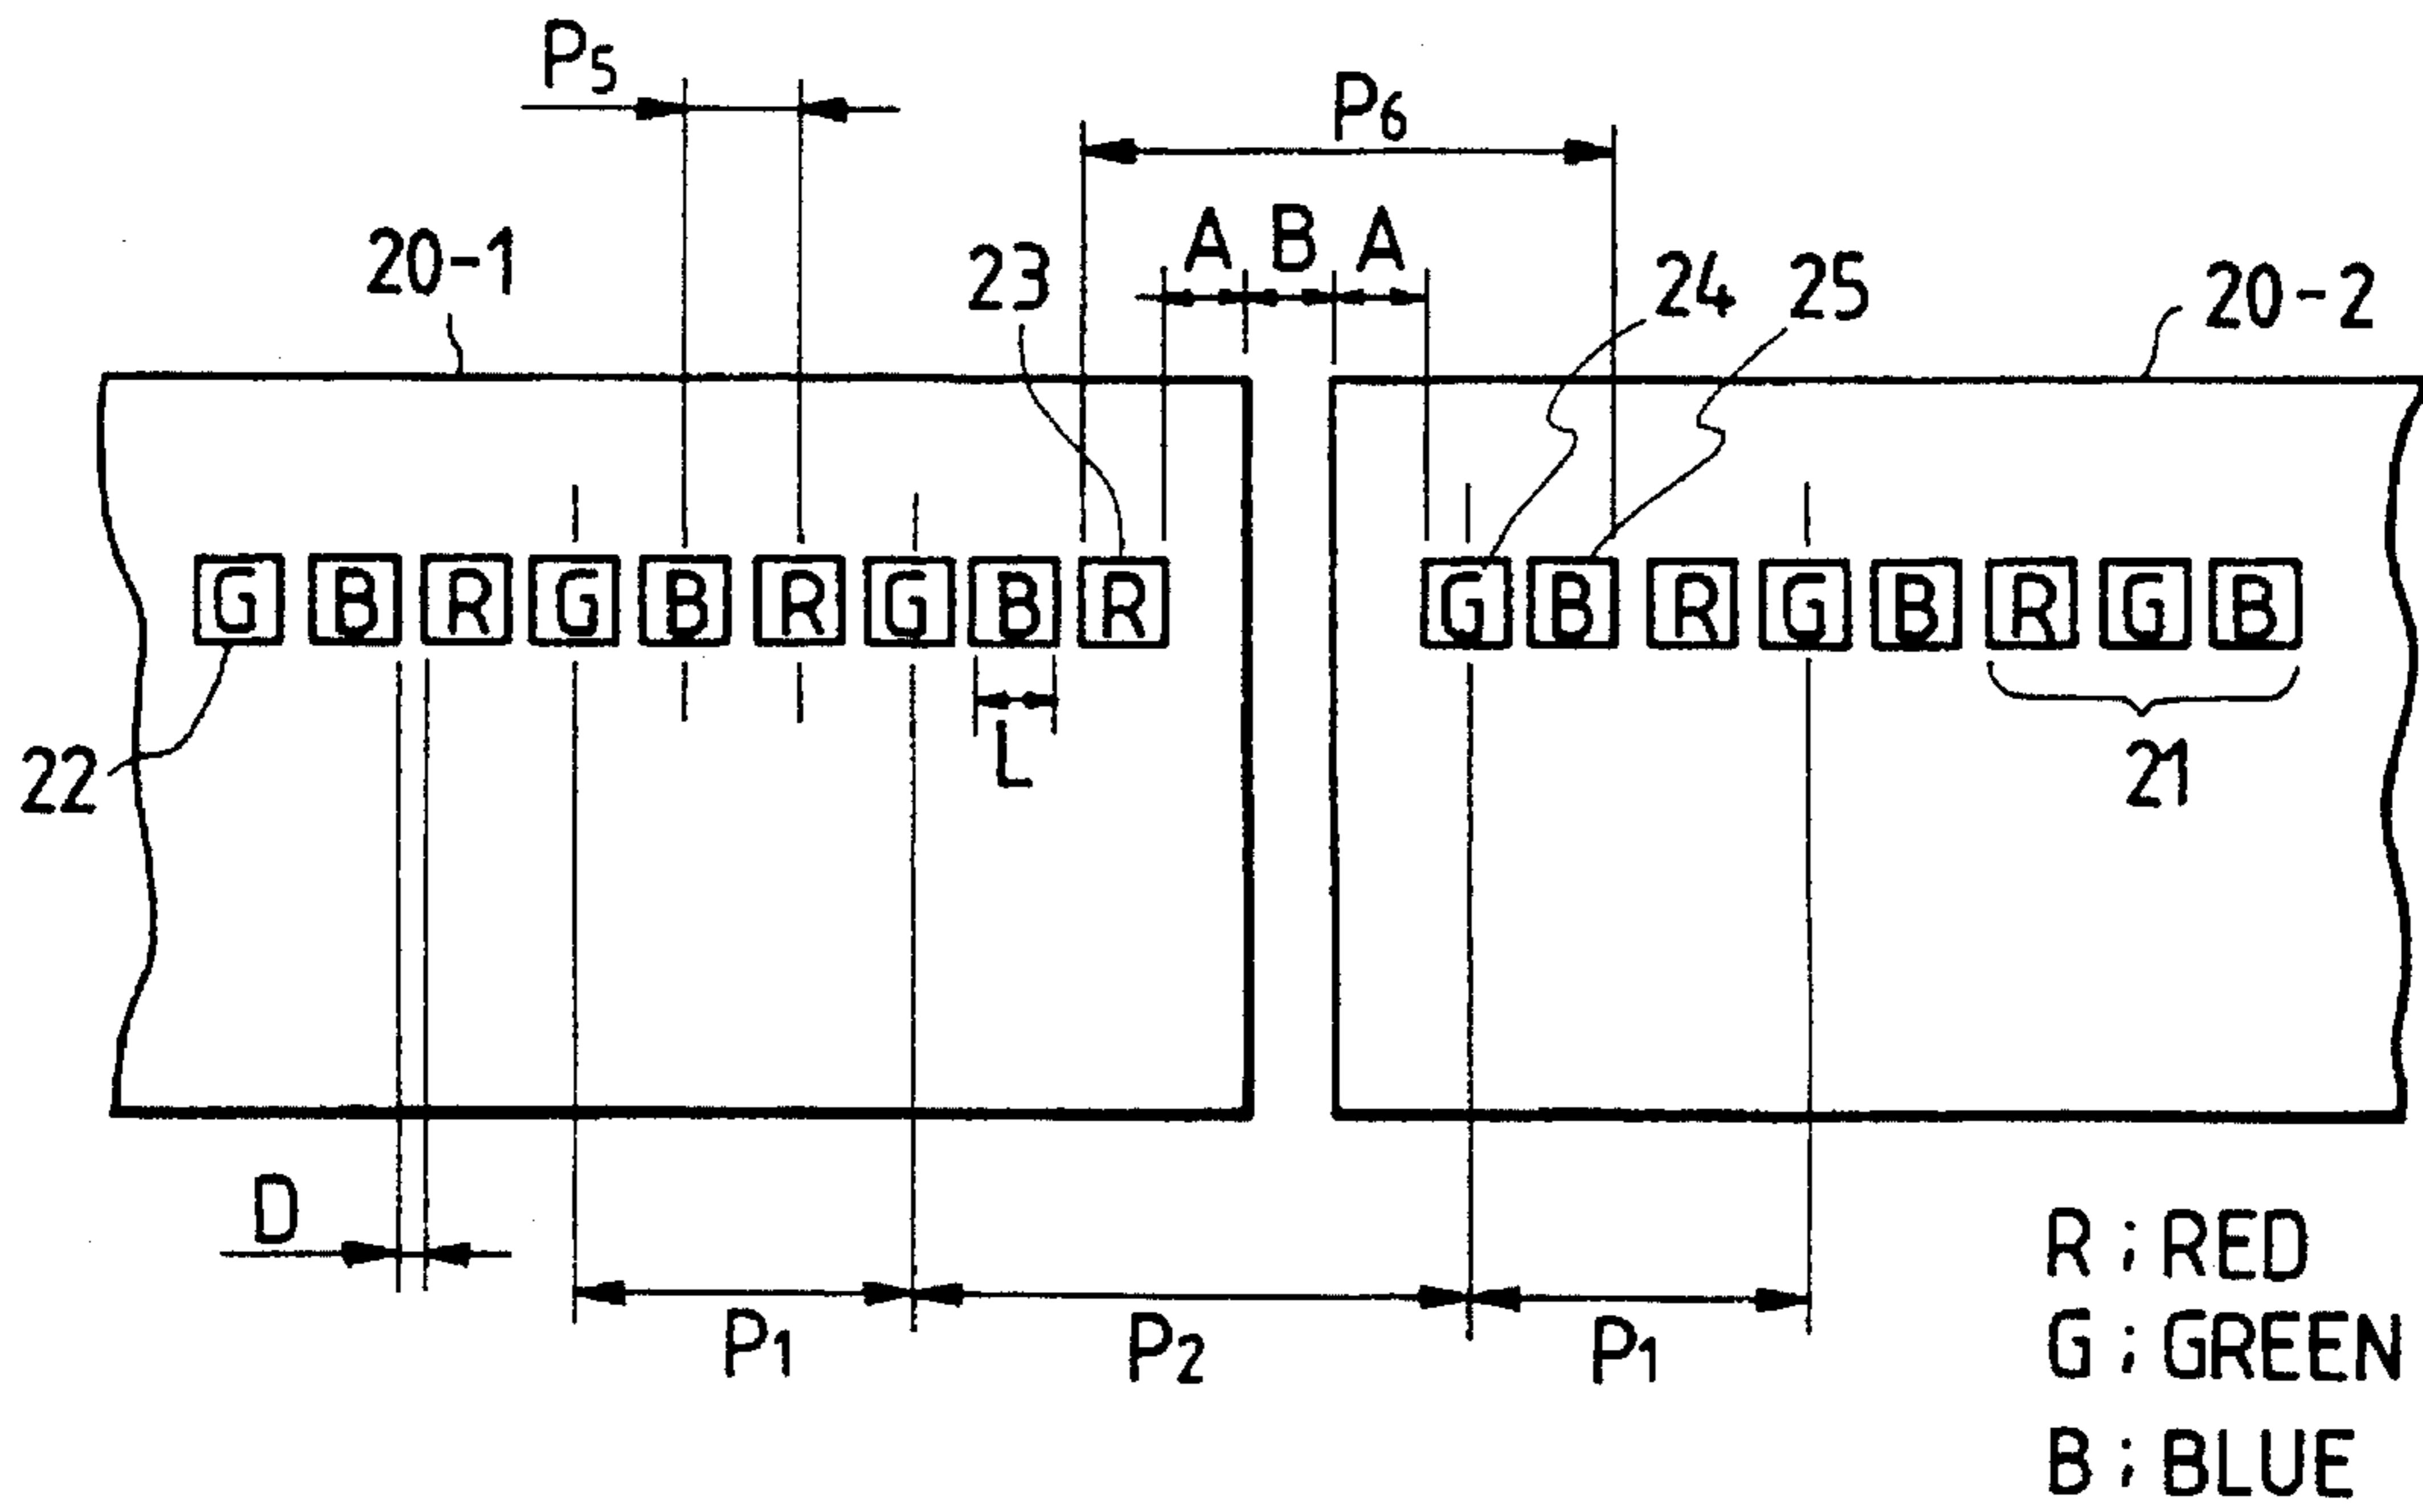 P5
P6
A B A
20-1
23
24 25
20-2
G B R G B R G B R
G B R G B R G B
22
L
21
D
P1
P2
P1
R ; RED
G ; GREEN
B ; BLUE